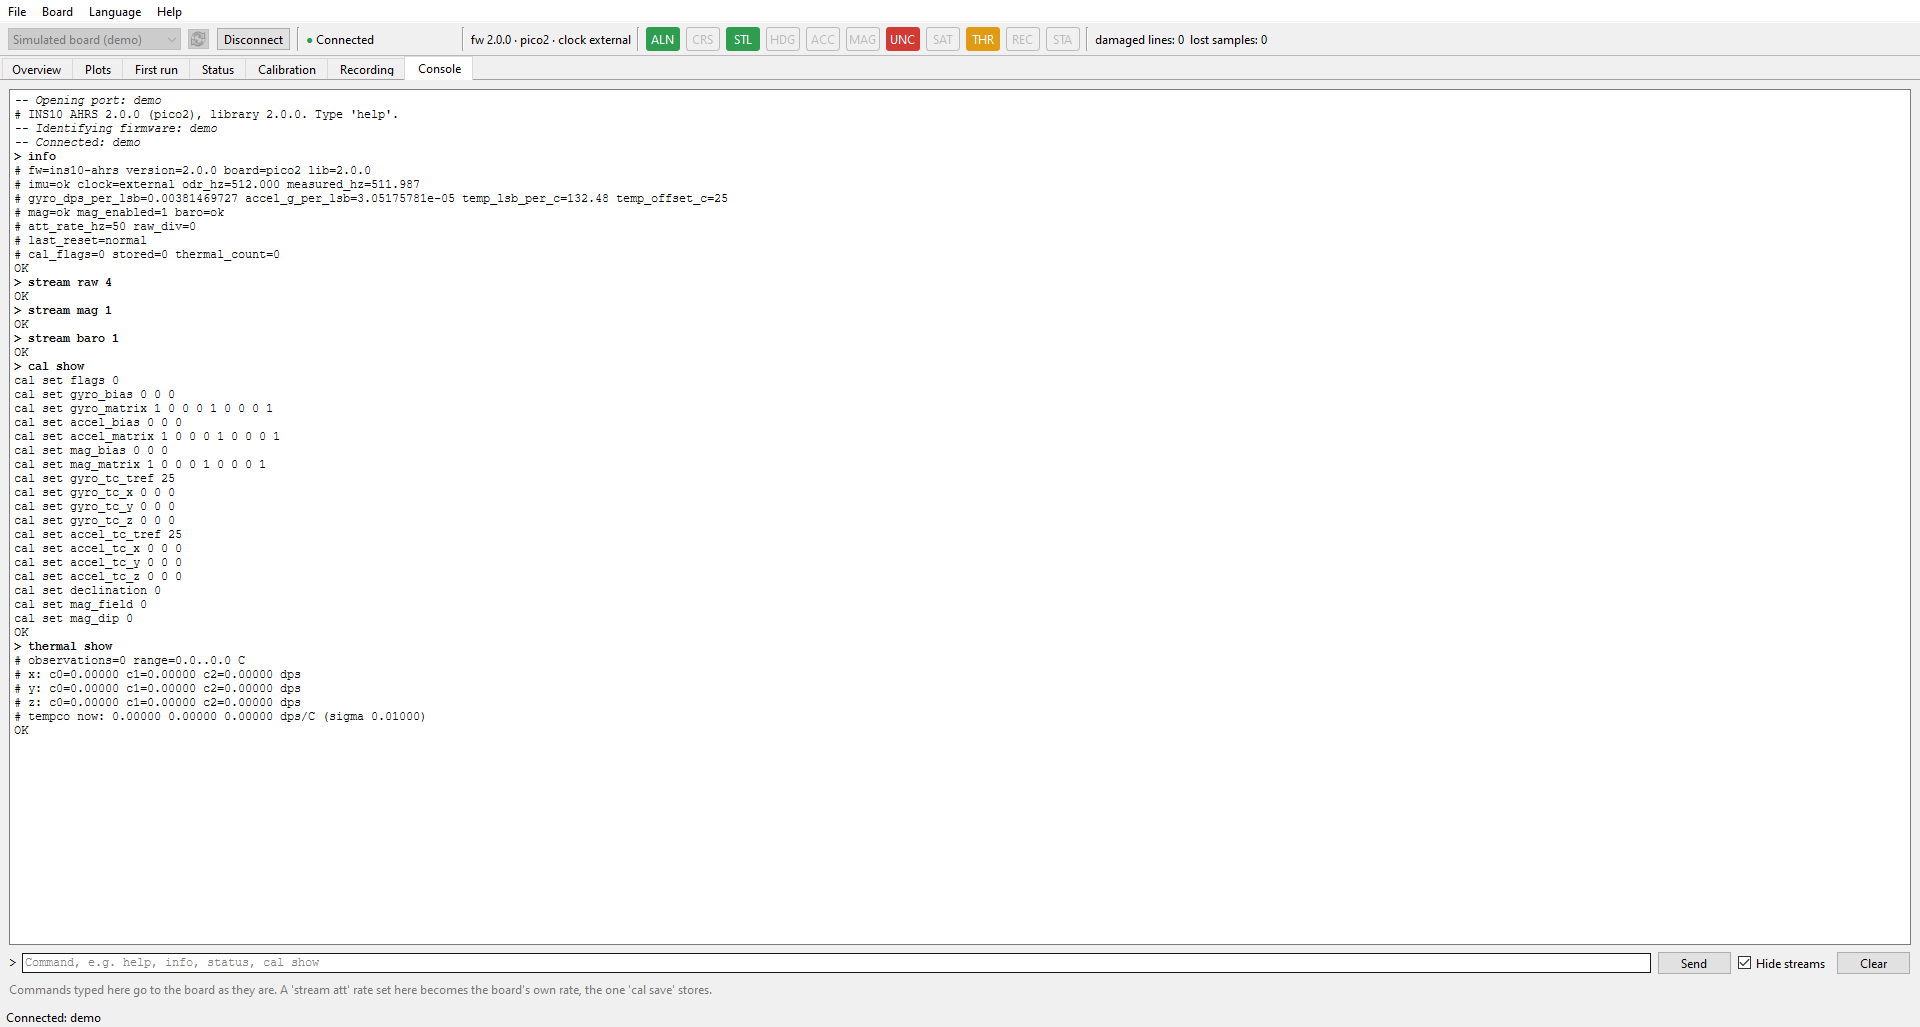 File Board Language Help
Simulated board (demo) Disconnect ● Connected fw 2.0.0 · pico2 · clock external ALN CRS STL HDG ACC MAG UNC SAT THR REC STA damaged lines: 0 lost samples: 0
Overview Plots First run Status Calibration Recording Console
-- Opening port: demo
# INS10 AHRS 2.0.0 (pico2), library 2.0.0. Type 'help'.
-- Identifying firmware: demo
-- Connected: demo
> info
# fw=ins10-ahrs version=2.0.0 board=pico2 lib=2.0.0
# imu=ok clock=external odr_hz=512.000 measured_hz=511.987
# gyro_dps_per_lsb=0.00381469727 accel_g_per_lsb=3.05175781e-05 temp_lsb_per_c=132.48 temp_offset_c=25
# mag=ok mag_enabled=1 baro=ok
# att_rate_hz=50 raw_div=0
# last_reset=normal
# cal_flags=0 stored=0 thermal_count=0
OK
> stream raw 4
OK
> stream mag 1
OK
> stream baro 1
OK
> cal show
cal set flags 0
cal set gyro_bias 0 0 0
cal set gyro_matrix 1 0 0 0 1 0 0 0 1
cal set accel_bias 0 0 0
cal set accel_matrix 1 0 0 0 1 0 0 0 1
cal set mag_bias 0 0 0
cal set mag_matrix 1 0 0 0 1 0 0 0 1
cal set gyro_tc_tref 25
cal set gyro_tc_x 0 0 0
cal set gyro_tc_y 0 0 0
cal set gyro_tc_z 0 0 0
cal set accel_tc_tref 25
cal set accel_tc_x 0 0 0
cal set accel_tc_y 0 0 0
cal set accel_tc_z 0 0 0
cal set declination 0
cal set mag_field 0
cal set mag_dip 0
OK
> thermal show
# observations=0 range=0.0..0.0 C
# x: c0=0.00000 c1=0.00000 c2=0.00000 dps
# y: c0=0.00000 c1=0.00000 c2=0.00000 dps
# z: c0=0.00000 c1=0.00000 c2=0.00000 dps
# tempco now: 0.00000 0.00000 0.00000 dps/C (sigma 0.01000)
OK
> Command, e.g. help, info, status, cal show Send Hide streams Clear
Commands typed here go to the board as they are. A 'stream att' rate set here becomes the board's own rate, the one 'cal save' stores.
Connected: demo